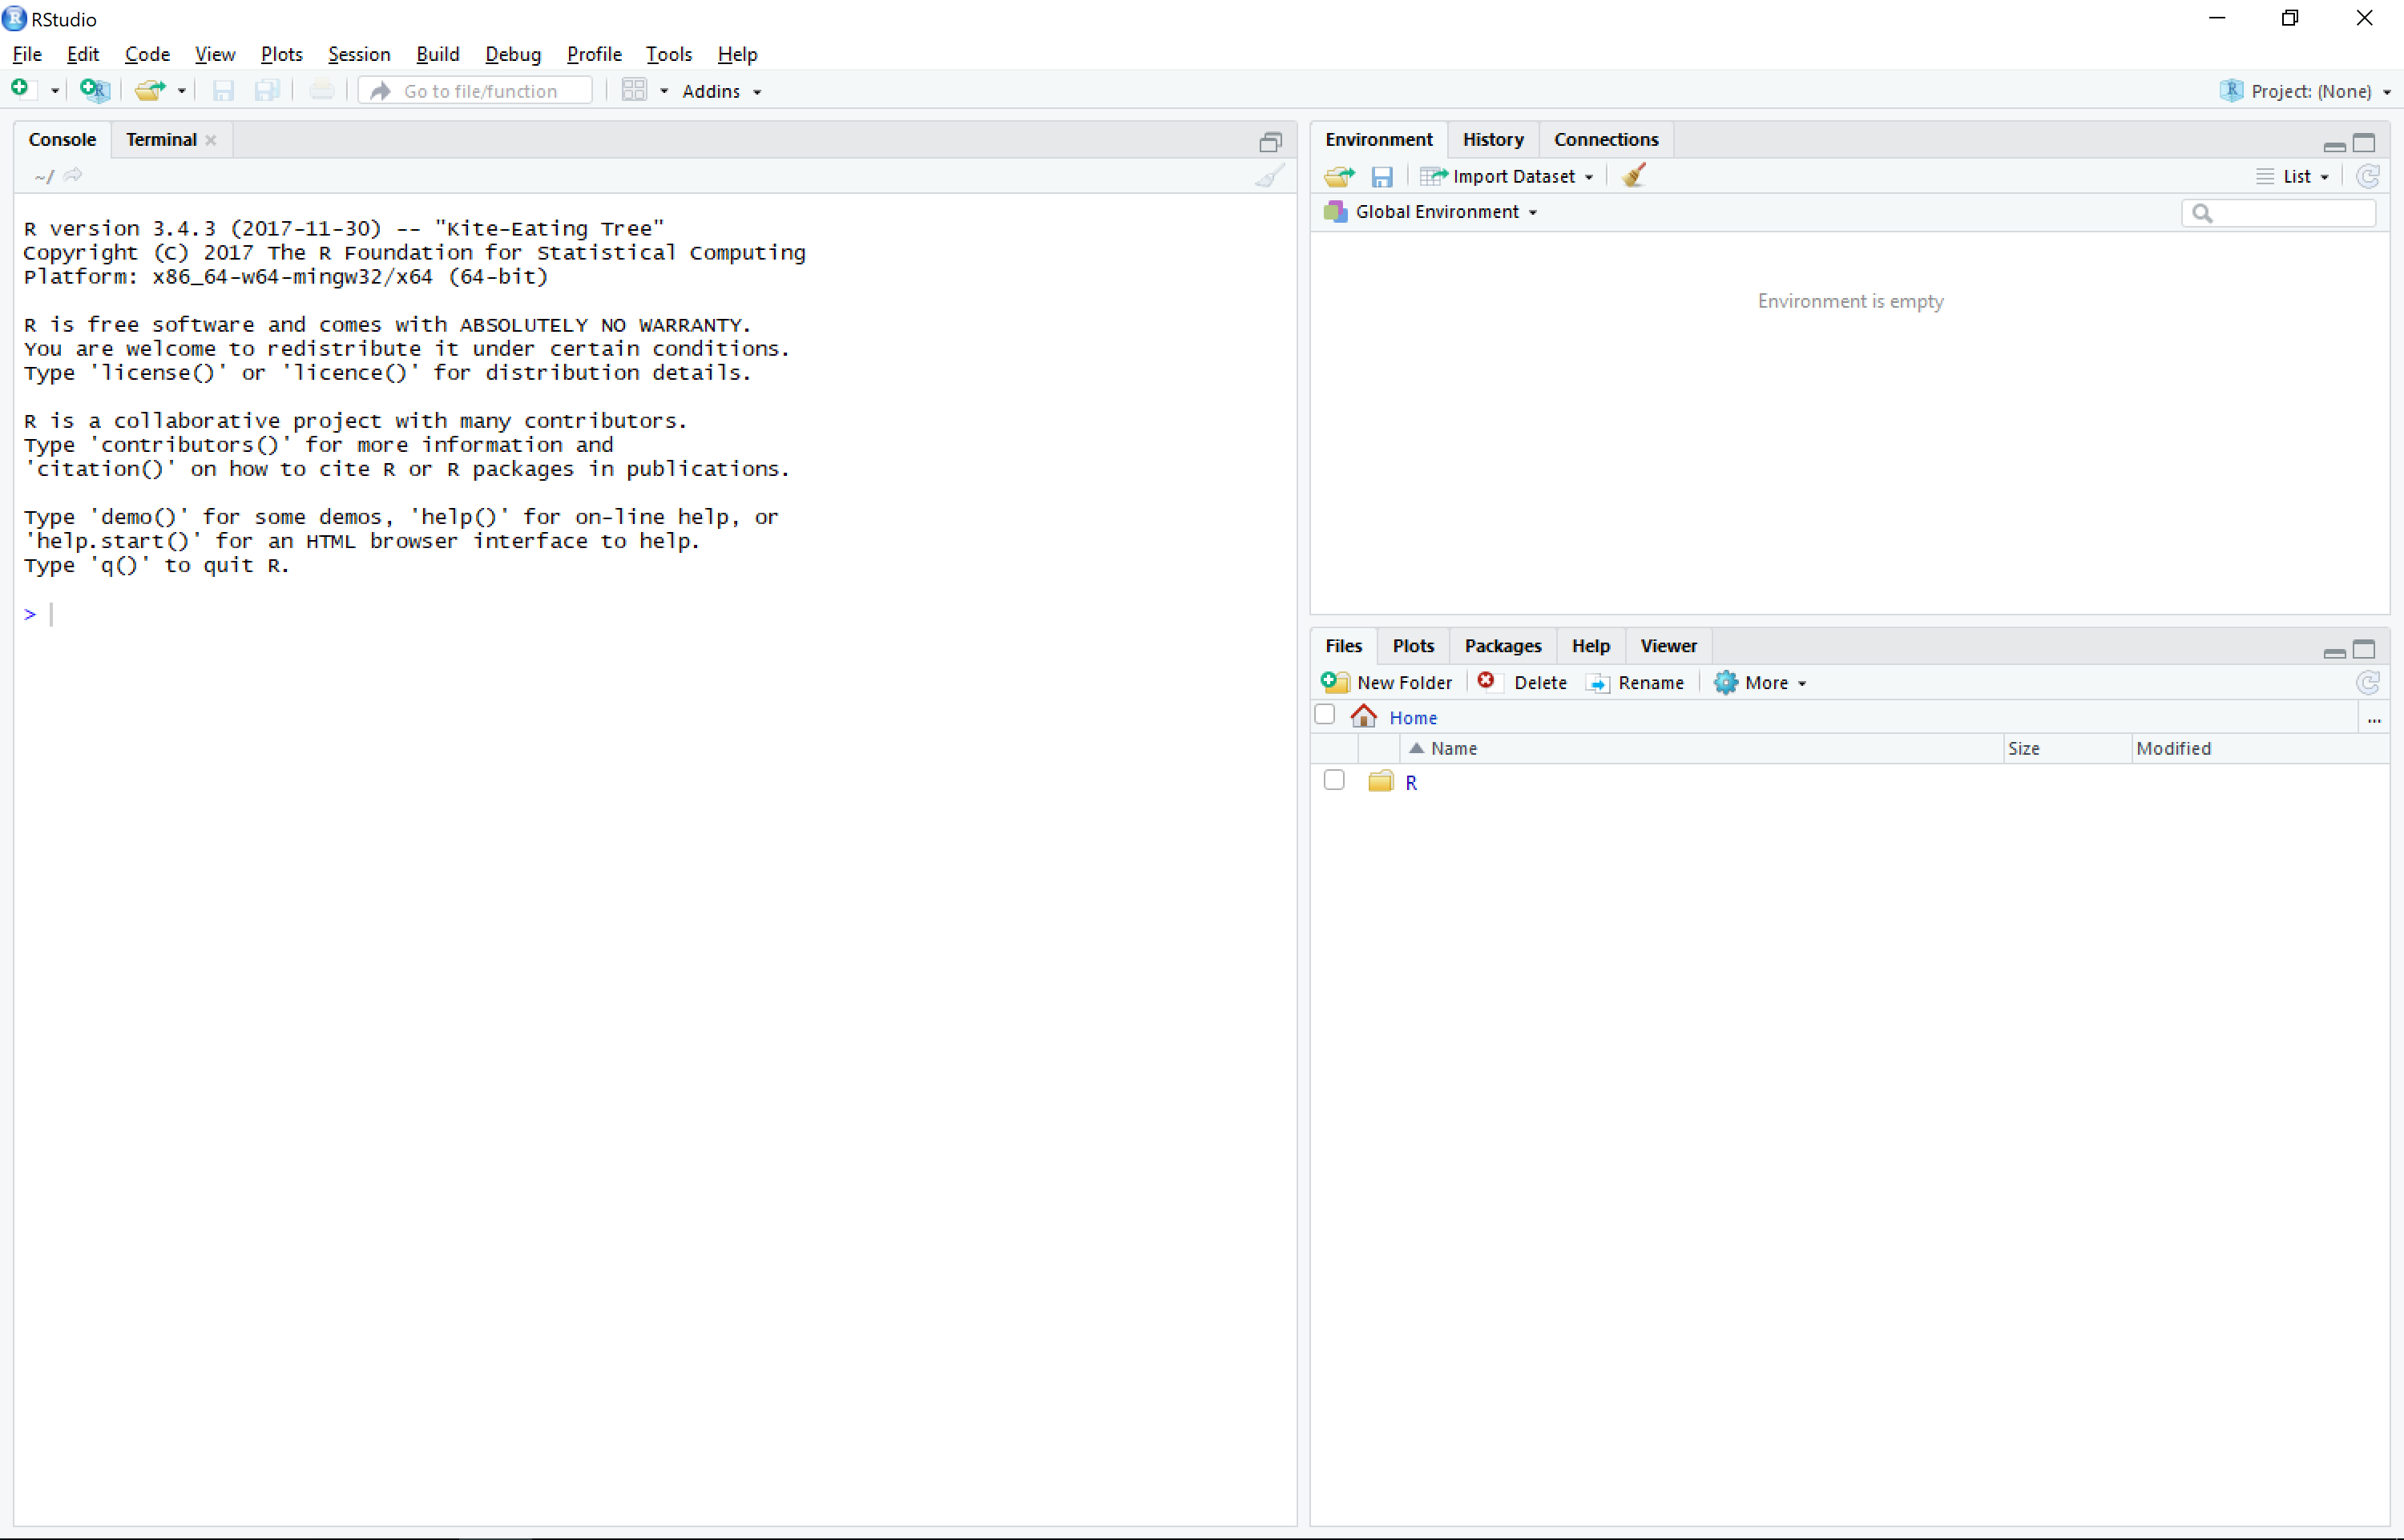 RStudio
File Edit Code View Plots Session Build Debug Profile Tools Help
Go to file/function Addins Project: (None)
Console Terminal
~/
R version 3.4.3 (2017-11-30) -- "Kite-Eating Tree"
Copyright (C) 2017 The R Foundation for Statistical Computing
Platform: x86_64-w64-mingw32/x64 (64-bit)
R is free software and comes with ABSOLUTELY NO WARRANTY.
You are welcome to redistribute it under certain conditions.
Type 'license()' or 'licence()' for distribution details.
R is a collaborative project with many contributors.
Type 'contributors()' for more information and
'citation()' on how to cite R or R packages in publications.
Type 'demo()' for some demos, 'help()' for on-line help, or
'help.start()' for an HTML browser interface to help.
Type 'q()' to quit R.
>
Environment History Connections
Import Dataset List
Global Environment
Environment is empty
Files Plots Packages Help Viewer
New Folder Delete Rename More
Home ...
Name Size Modified
R